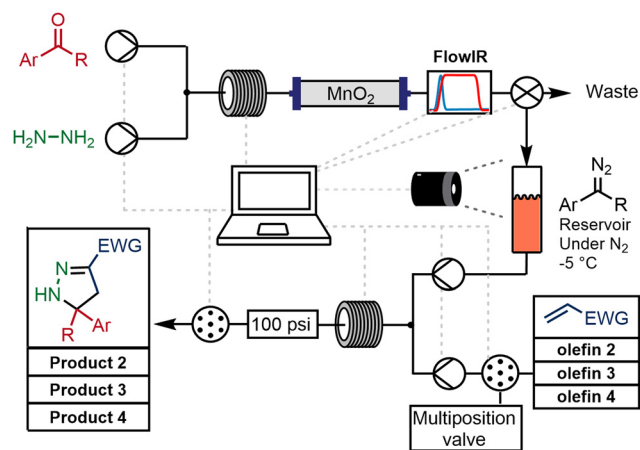 O
Ar
R
H₂N–NH₂
MnO₂
FlowIR
Waste
N₂
Ar
R
Reservoir
Under N₂
-5 °C
EWG
N
HN
Ar
R
Product 2
Product 3
Product 4
100 psi
EWG
olefin 2
olefin 3
olefin 4
Multiposition
valve